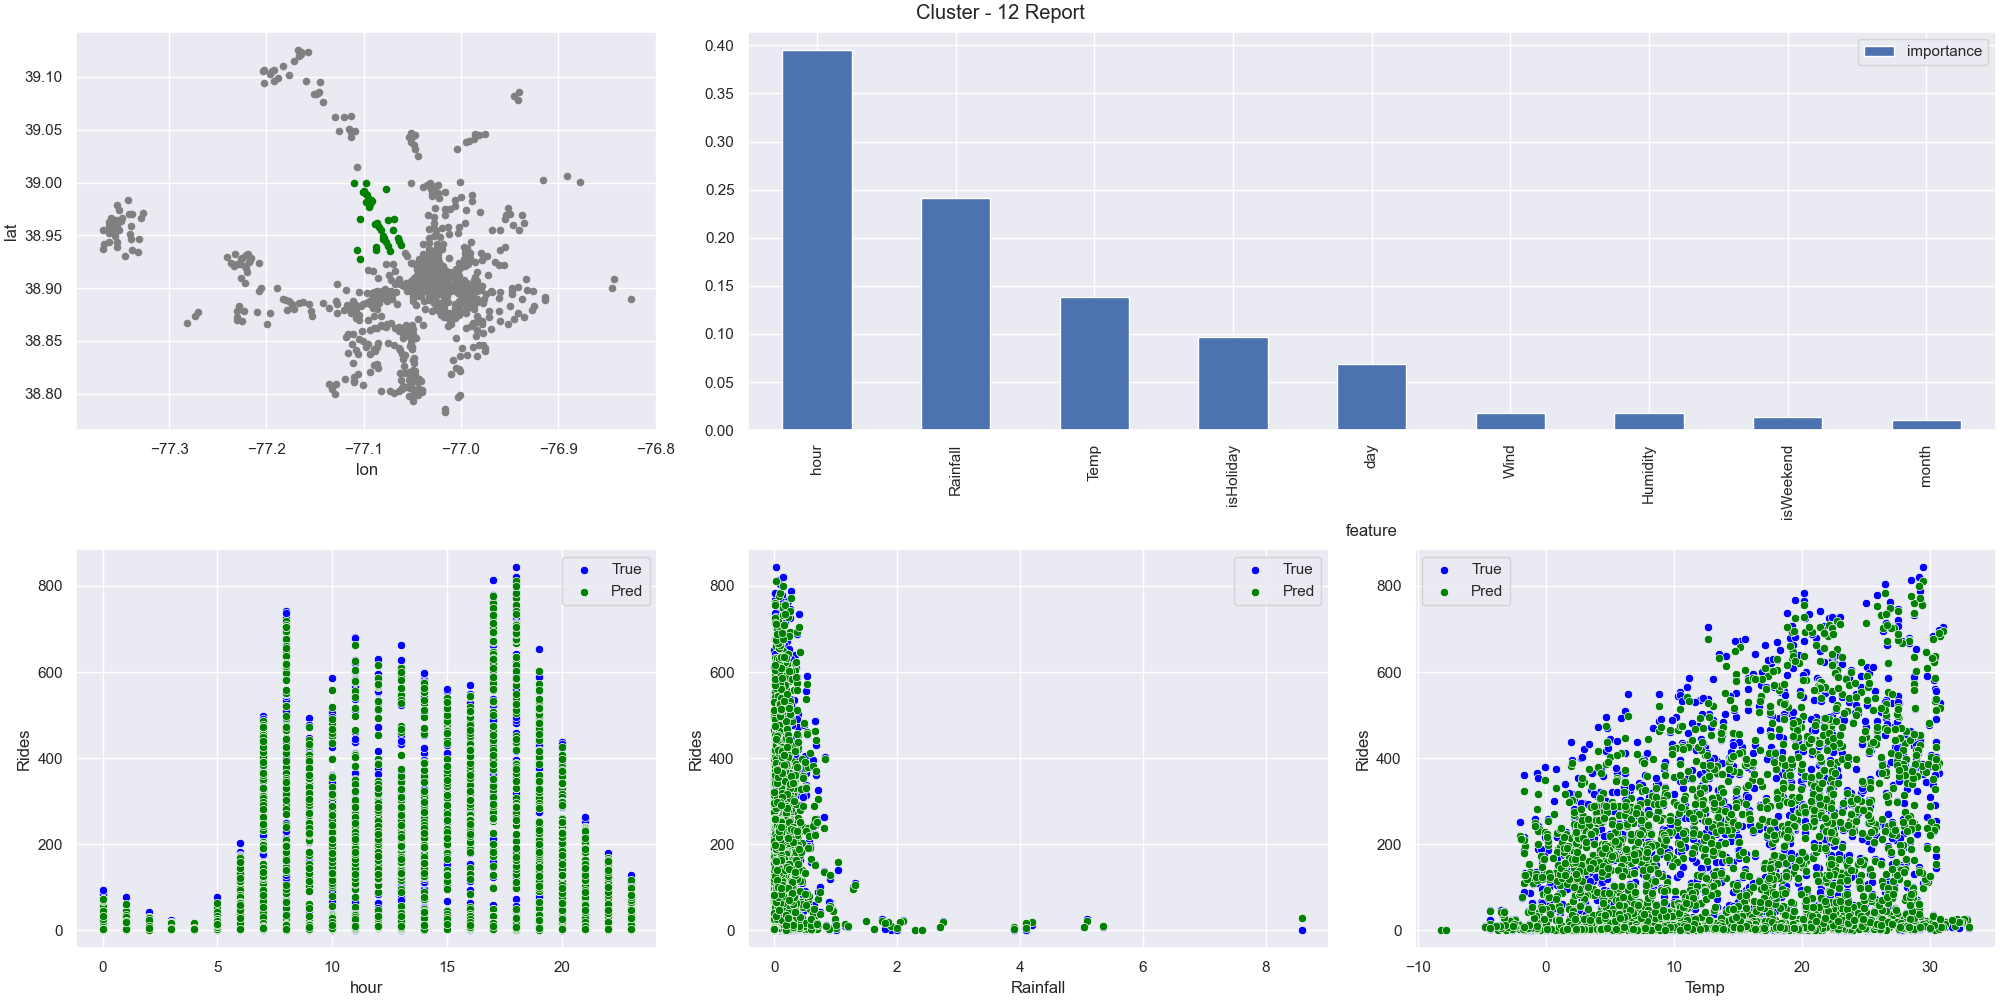 Cluster - 12 Report
39.10
39.05
39.00
38.95
38.90
38.85
38.80
lat
−77.3 −77.2 −77.1 −77.0 −76.9 −76.8
lon
0.40
0.35
0.30
0.25
0.20
0.15
0.10
0.05
0.00
importance
hour Rainfall Temp isHoliday day Wind Humidity isWeekend month
feature
800
600
400
200
0
Rides
True
Pred
0 5 10 15 20
hour
800
600
400
200
0
Rides
True
Pred
0 2 4 6 8
Rainfall
800
600
400
200
0
Rides
True
Pred
−10 0 10 20 30
Temp